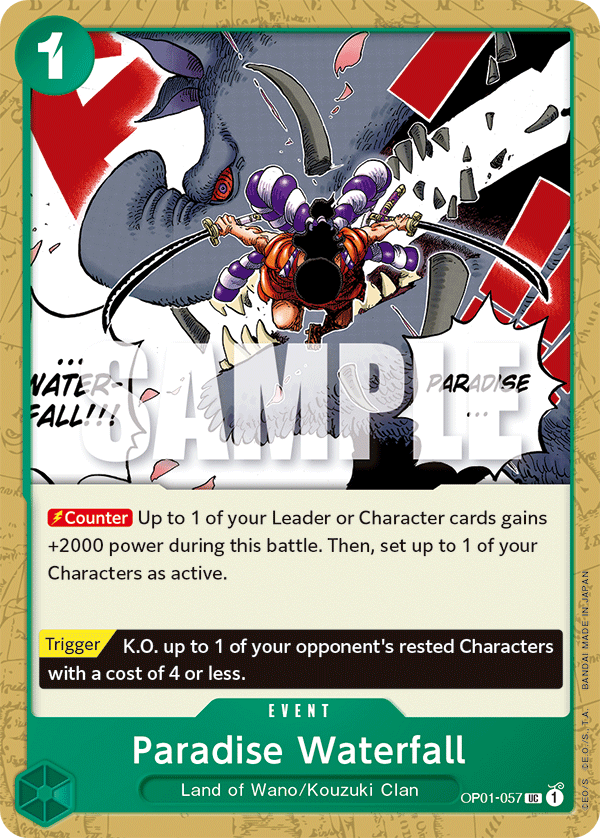 1
...
WATER-
FALL!!!
PARADISE
...
SAMPLE
Counter Up to 1 of your Leader or Character cards gains
+2000 power during this battle. Then, set up to 1 of your
Characters as active.
Trigger K.O. up to 1 of your opponent's rested Characters
with a cost of 4 or less.
EVENT
Paradise Waterfall
Land of Wano/Kouzuki Clan
OP01-057 UC 1
©E.O./S. ©E.O./S.,T.A. BANDAI MADE IN JAPAN